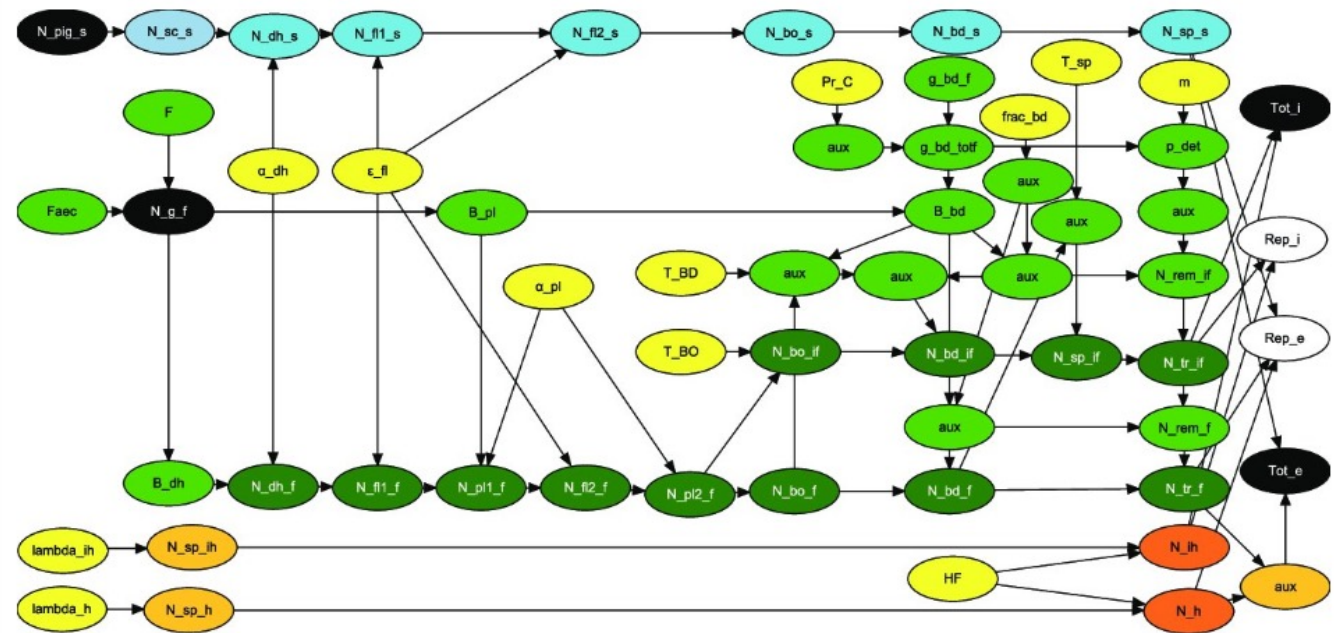 N_pig_s
N_sc_s
N_dh_s
N_fl1_s
N_fl2_s
N_bo_s
N_bd_s
N_sp_s
T_sp
Pr_C
g_bd_f
m
Tot_i
F
frac_bd
aux
g_bd_totf
p_det
α_dh
ε_fl
aux
Faec
N_g_f
B_pl
B_bd
aux
aux
Rep_i
T_BD
aux
aux
aux
N_rem_if
α_pl
Rep_e
T_BO
N_bo_if
N_bd_if
N_sp_if
N_tr_if
aux
N_rem_f
Tot_e
B_dh
N_dh_f
N_fl1_f
N_pl1_f
N_fl2_f
N_pl2_f
N_bo_f
N_bd_f
N_tr_f
lambda_ih
N_sp_ih
N_ih
HF
aux
lambda_h
N_sp_h
N_h